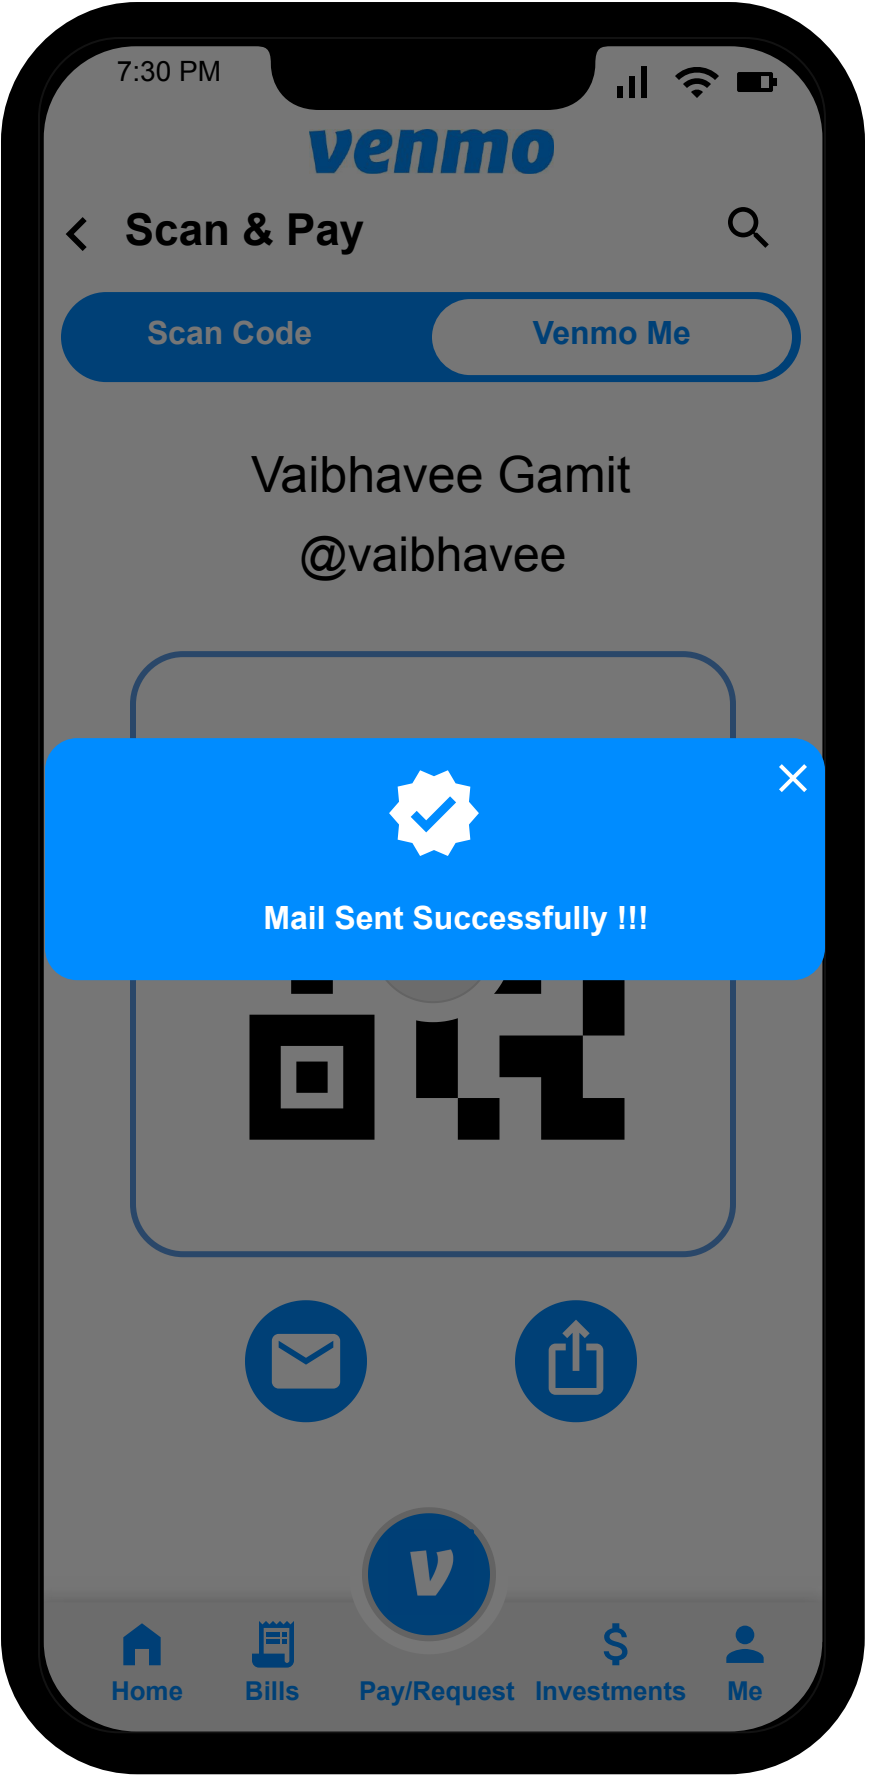 7:30 PM
venmo
Scan & Pay
Scan Code Venmo Me
Vaibhavee Gamit
@vaibhavee
Mail Sent Successfully !!!
v
Home Bills Pay/Request Investments Me